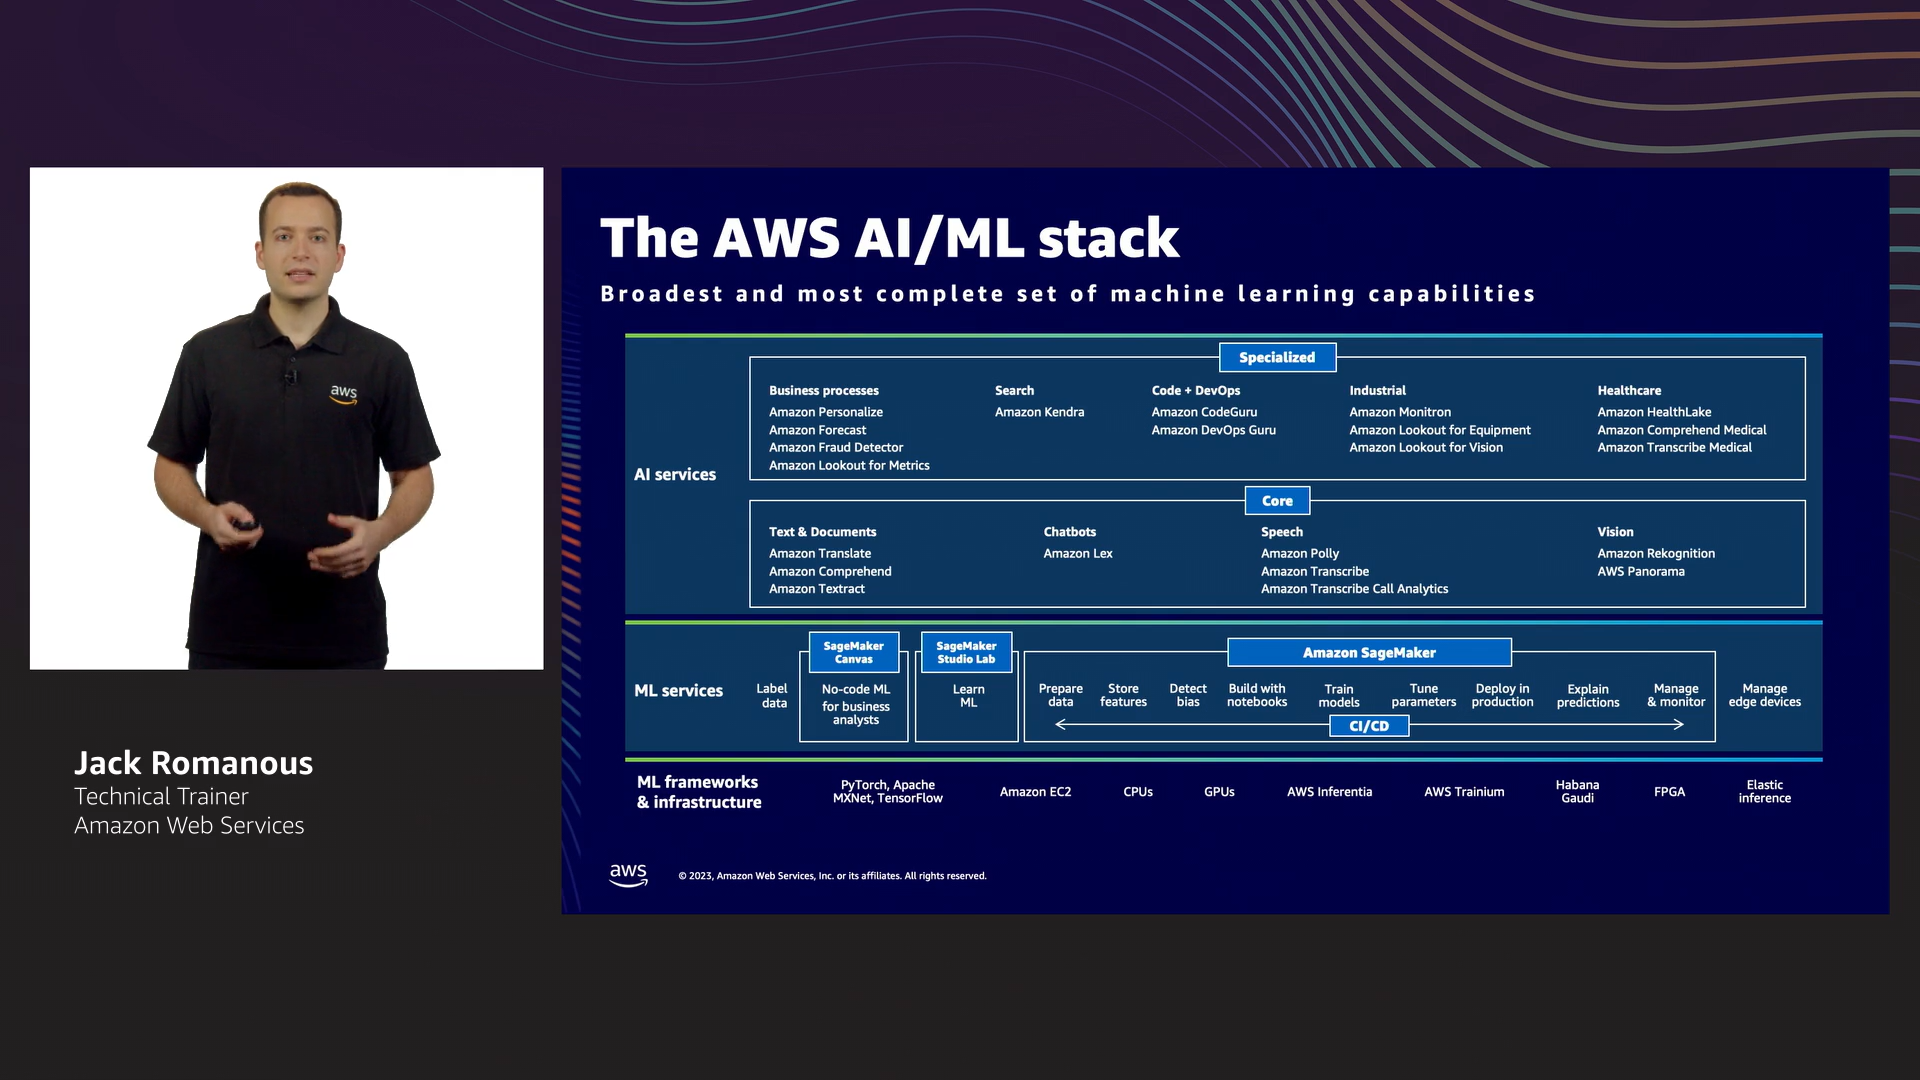 aws
Jack Romanous
Technical Trainer
Amazon Web Services
The AWS AI/ML stack
Broadest and most complete set of machine learning capabilities
AI services
Specialized
Business processes
Amazon Personalize
Amazon Forecast
Amazon Fraud Detector
Amazon Lookout for Metrics
Search
Amazon Kendra
Code + DevOps
Amazon CodeGuru
Amazon DevOps Guru
Industrial
Amazon Monitron
Amazon Lookout for Equipment
Amazon Lookout for Vision
Healthcare
Amazon HealthLake
Amazon Comprehend Medical
Amazon Transcribe Medical
Core
Text & Documents
Amazon Translate
Amazon Comprehend
Amazon Textract
Chatbots
Amazon Lex
Speech
Amazon Polly
Amazon Transcribe
Amazon Transcribe Call Analytics
Vision
Amazon Rekognition
AWS Panorama
ML services
Label
data
SageMaker
Canvas
No-code ML
for business
analysts
SageMaker
Studio Lab
Learn
ML
Amazon SageMaker
Prepare
data
Store
features
Detect
bias
Build with
notebooks
Train
models
Tune
parameters
Deploy in
production
Explain
predictions
Manage
& monitor
CI/CD
Manage
edge devices
ML frameworks
& infrastructure
PyTorch, Apache
MXNet, TensorFlow
Amazon EC2
CPUs
GPUs
AWS Inferentia
AWS Trainium
Habana
Gaudi
FPGA
Elastic
inference
aws
© 2023, Amazon Web Services, Inc. or its affiliates. All rights reserved.